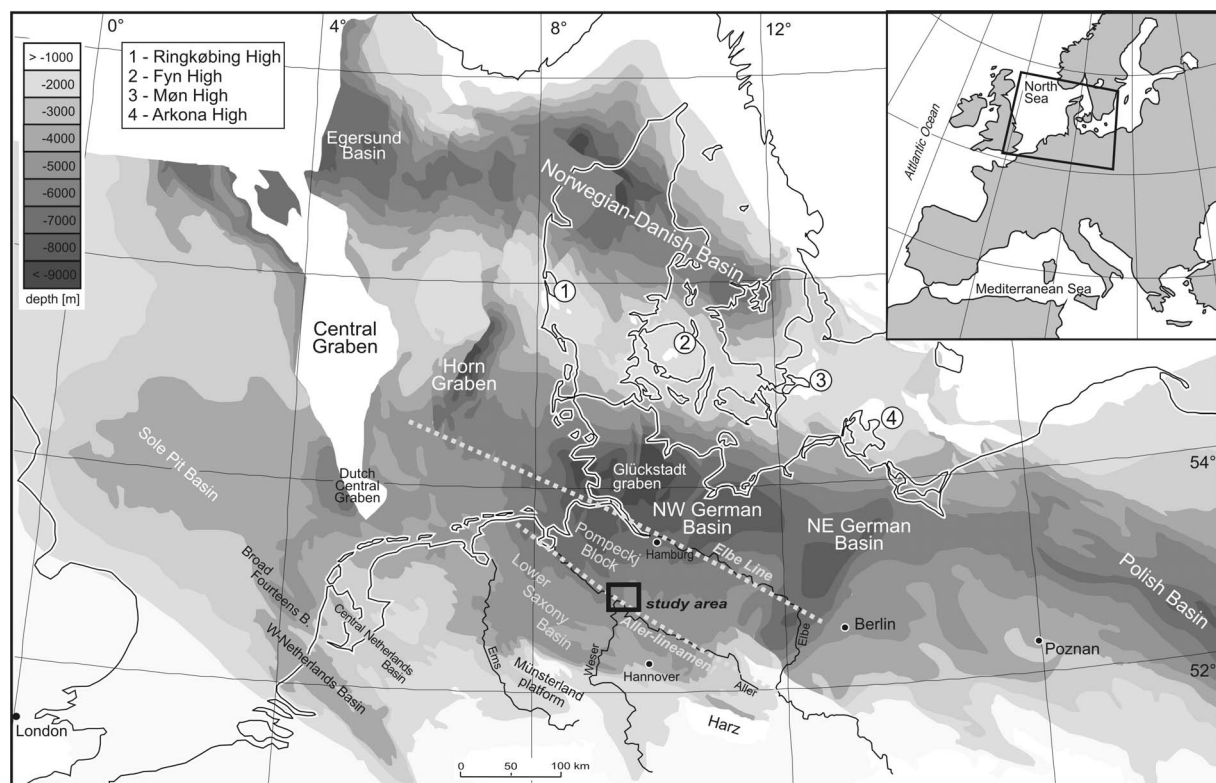 0°
4°
8°
12°
> -1000
-2000
-3000
-4000
-5000
-6000
-7000
-8000
< -9000
depth [m]
1 - Ringkøbing High
2 - Fyn High
3 - Møn High
4 - Arkona High
North
Sea
Atlantic Ocean
Mediterranean Sea
Egersund
Basin
Norwegian-Danish Basin
1
Central
Graben
2
Horn
Graben
3
4
Sole Pit Basin
Dutch
Central
Graben
Glückstadt
graben
54°
NW German
Basin
NE German
Basin
Pompeckj
Block
Hamburg
Elbe Line
Polish Basin
Broad
Fourteens B.
Lower
Saxony
Basin
study area
Central Netherlands
Basin
Aller-lineamen
Elbe
Berlin
Poznan
W-Netherlands Basin
Ems
Weser
Münsterland
platform
Hannover
Aller
52°
London
Harz
0
50
100 km